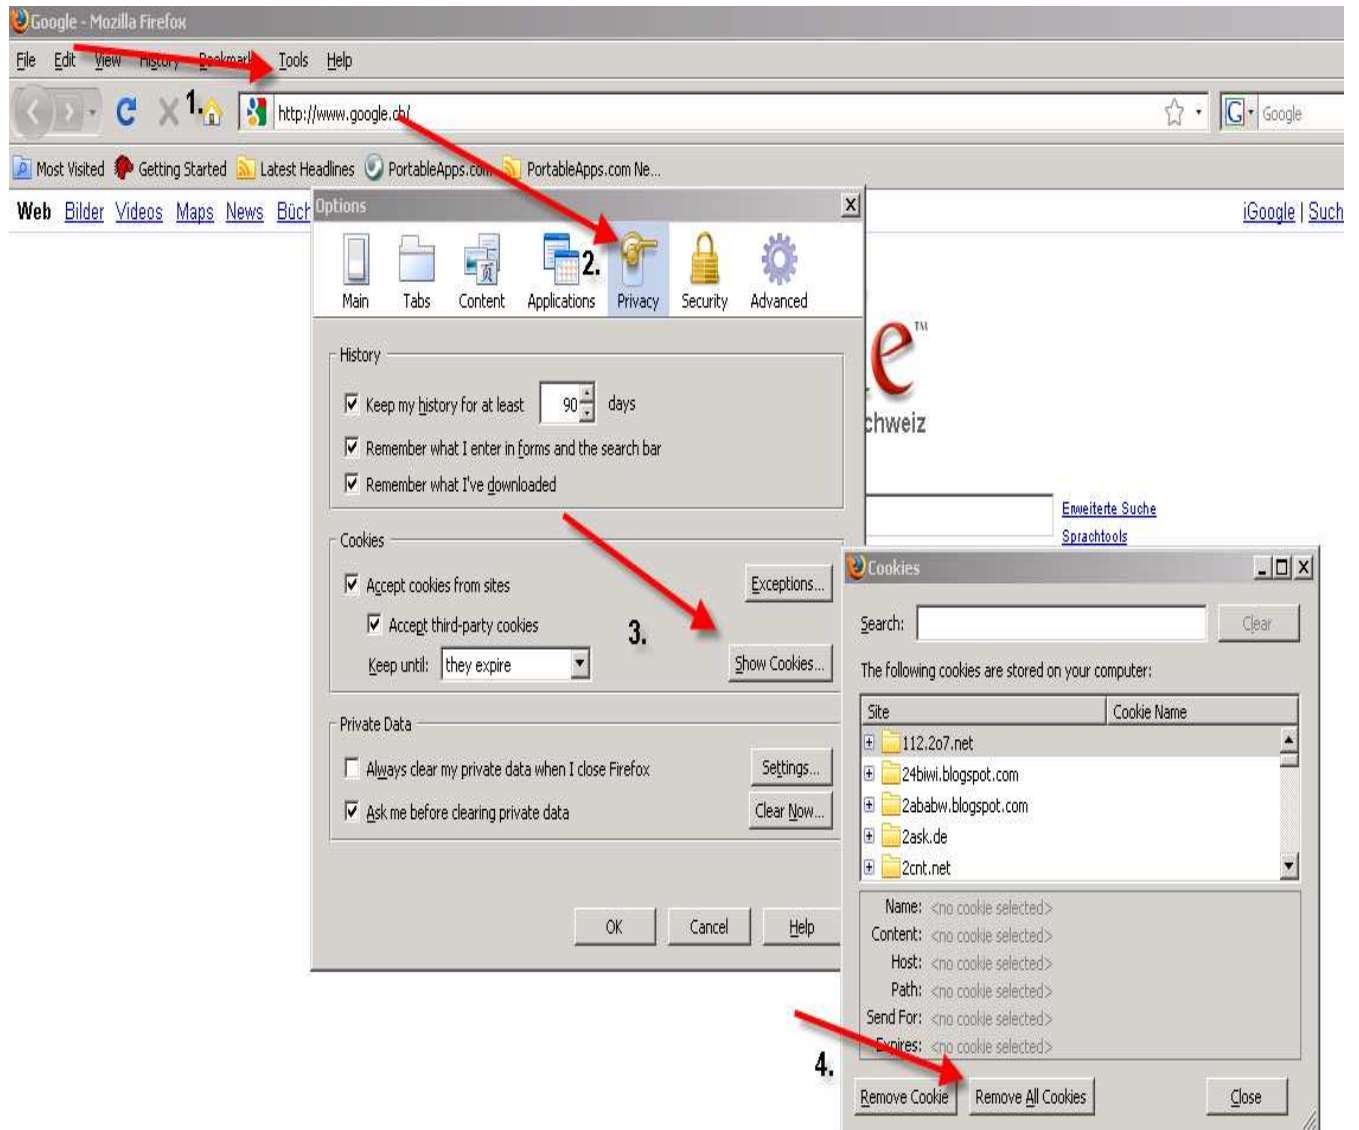 Google - Mozilla Firefox
File Edit View History Bookmarks Tools Help
1. http://www.google.ch/ Google
Most Visited Getting Started Latest Headlines PortableApps.com PortableApps.com Ne...
Web Bilder Videos Maps News Büch iGoogle | Such
Options
2.
页
Main Tabs Content Applications Privacy Security Advanced
e™
chweiz
History
Keep my history for at least 90 days
Remember what I enter in forms and the search bar
Remember what I've downloaded
Erweiterte Suche
Sprachtools
Cookies
Accept cookies from sites Exceptions...
Accept third-party cookies
3.
Keep until: they expire Show Cookies...
Private Data
Always clear my private data when I close Firefox Settings...
Ask me before clearing private data Clear Now...
OK Cancel Help
Cookies
Search: Clear
The following cookies are stored on your computer:
Site Cookie Name
112.2o7.net
24biwi.blogspot.com
2ababw.blogspot.com
2ask.de
2cnt.net
Name: <no cookie selected>
Content: <no cookie selected>
Host: <no cookie selected>
Path: <no cookie selected>
Send For: <no cookie selected>
Expires: <no cookie selected>
4.
Remove Cookie Remove All Cookies Close